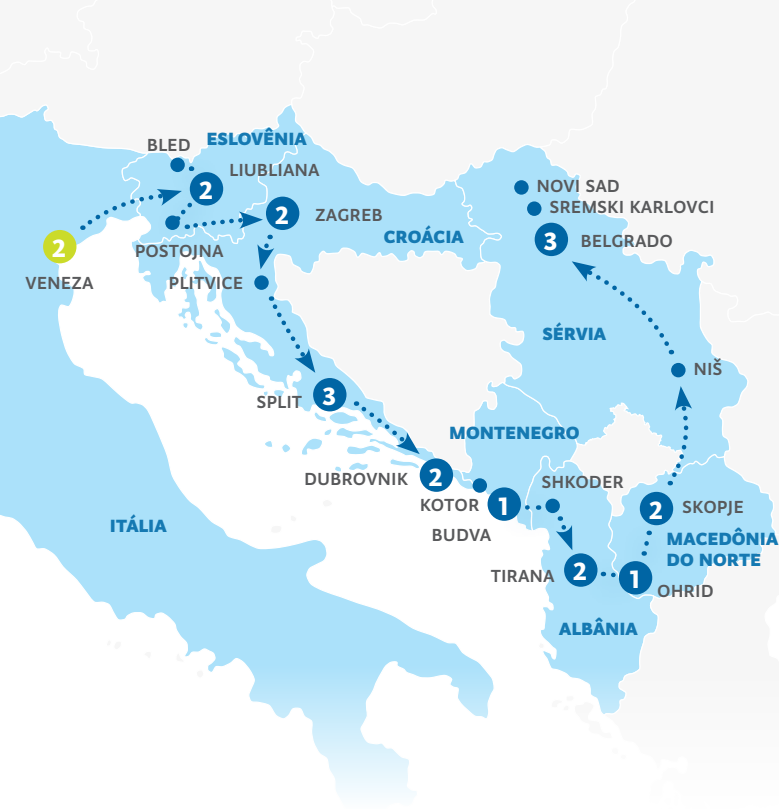 BLED
ESLOVÊNIA
LIUBLIANA
2
NOVI SAD
SREMSKI KARLOVCI
2
ZAGREB
2
VENEZA
POSTOJNA
CROÁCIA
3
BELGRADO
PLITVICE
SÉRVIA
NIŠ
SPLIT
3
MONTENEGRO
DUBROVNIK
2
SHKODER
KOTOR
1
BUDVA
2
SKOPJE
ITÁLIA
MACEDÔNIA
DO NORTE
TIRANA
2
1
OHRID
ALBÂNIA